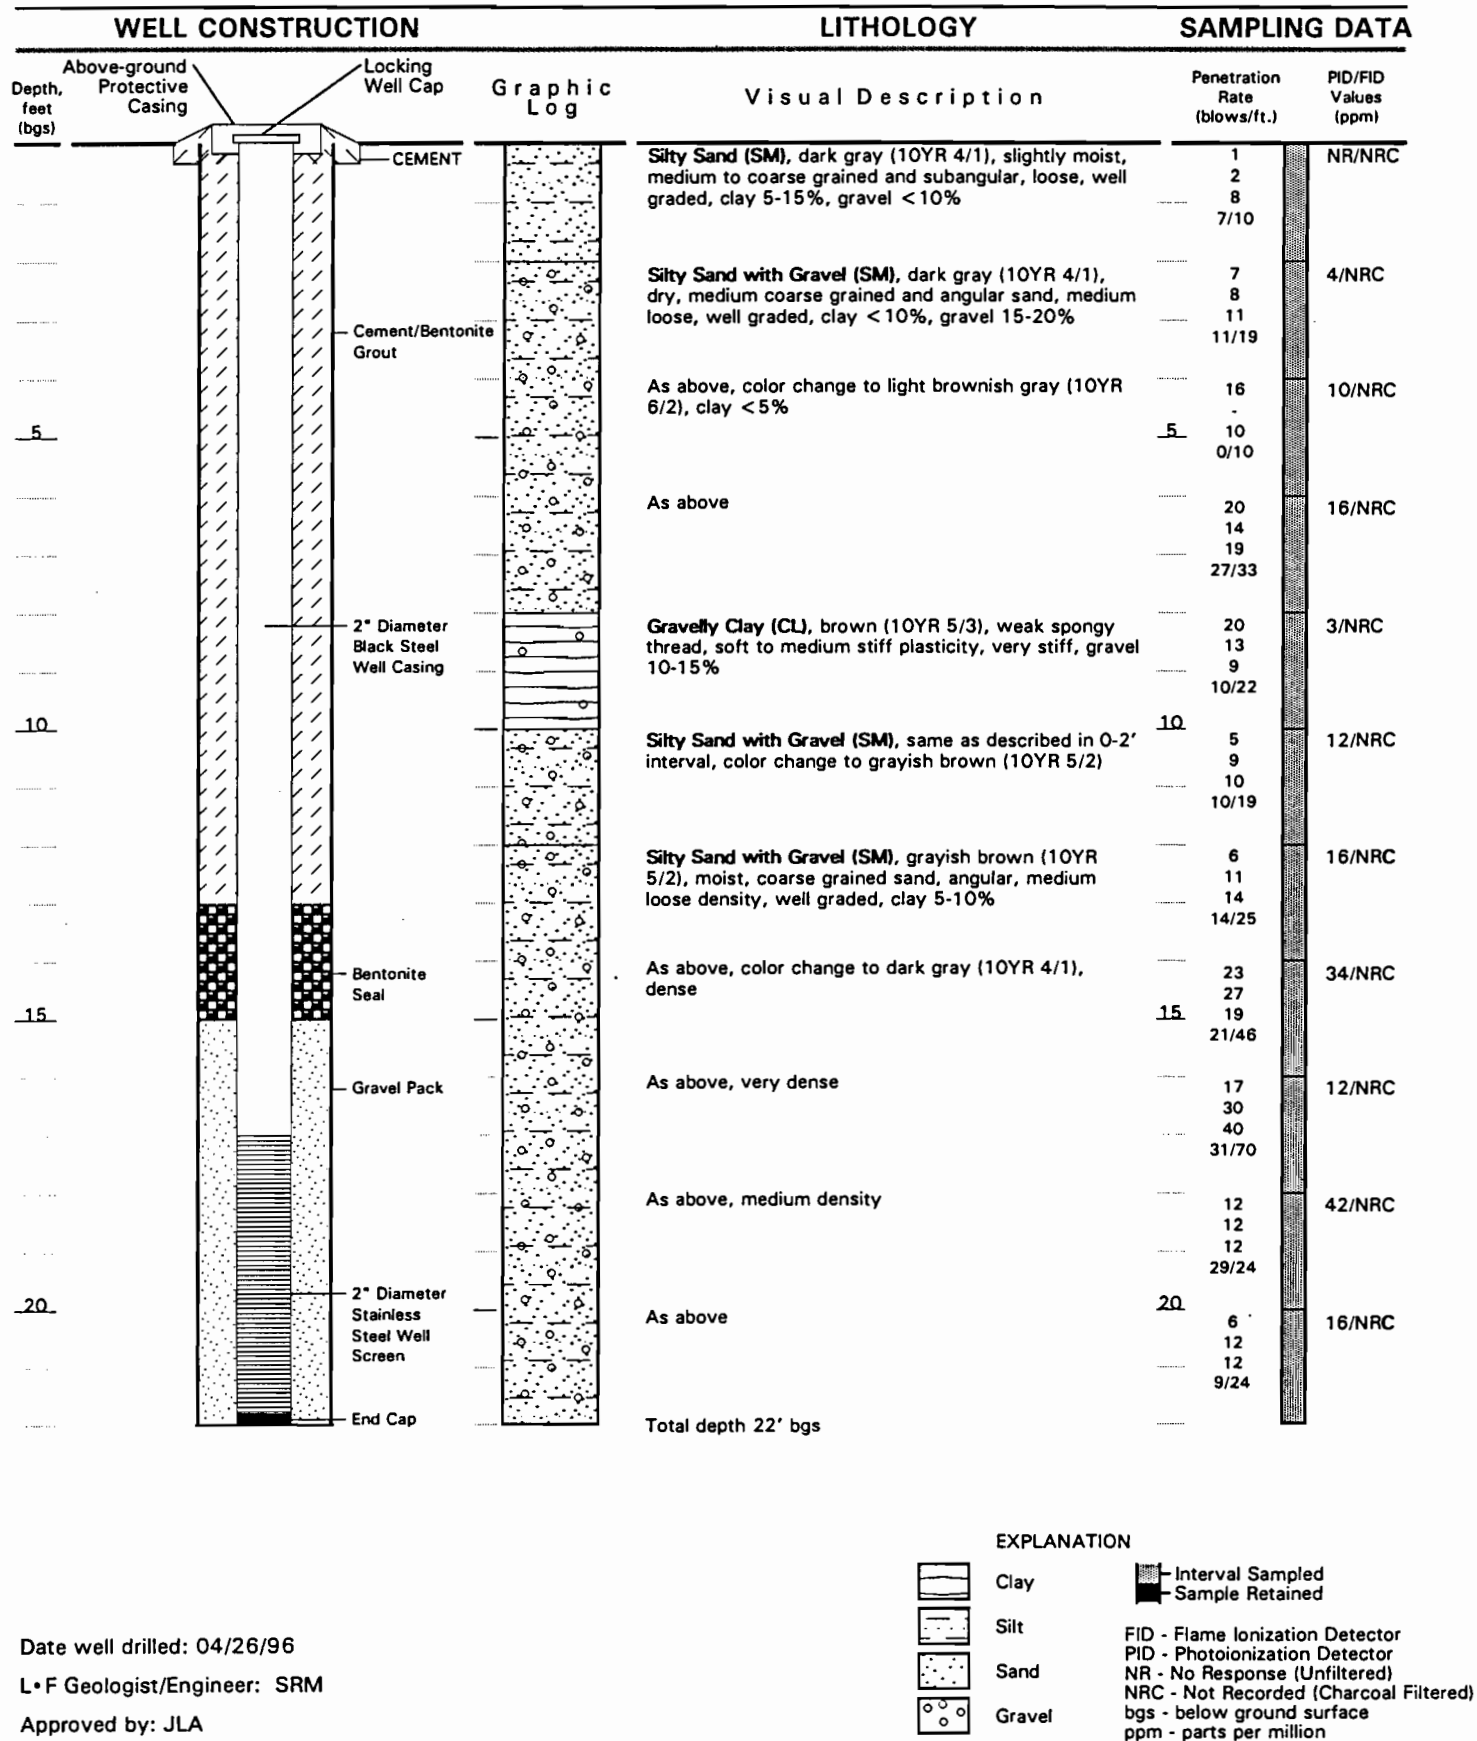 WELL CONSTRUCTION
LITHOLOGY
SAMPLING DATA
Depth,
feet
(bgs)
Above-ground
Protective
Casing
Locking
Well Cap
Graphic
Log
Visual Description
Penetration
Rate
(blows/ft.)
PID/FID
Values
(ppm)
CEMENT
Silty Sand (SM), dark gray (10YR 4/1), slightly moist,
medium to coarse grained and subangular, loose, well
graded, clay 5-15%, gravel <10%
1
2
8
7/10
NR/NRC
Silty Sand with Gravel (SM), dark gray (10YR 4/1),
dry, medium coarse grained and angular sand, medium
loose, well graded, clay <10%, gravel 15-20%
7
8
11
11/19
4/NRC
Cement/Bentonite
Grout
As above, color change to light brownish gray (10YR
6/2), clay <5%
16
-
10
0/10
10/NRC
5
5
As above
20
14
19
27/33
16/NRC
2" Diameter
Black Steel
Well Casing
Gravelly Clay (CL), brown (10YR 5/3), weak spongy
thread, soft to medium stiff plasticity, very stiff, gravel
10-15%
20
13
9
10/22
3/NRC
10
10
Silty Sand with Gravel (SM), same as described in 0-2'
interval, color change to grayish brown (10YR 5/2)
5
9
10
10/19
12/NRC
Silty Sand with Gravel (SM), grayish brown (10YR
5/2), moist, coarse grained sand, angular, medium
loose density, well graded, clay 5-10%
6
11
14
14/25
16/NRC
Bentonite
Seal
As above, color change to dark gray (10YR 4/1),
dense
23
27
19
21/46
34/NRC
15
15
Gravel Pack
As above, very dense
17
30
40
31/70
12/NRC
As above, medium density
12
12
12
29/24
42/NRC
2" Diameter
Stainless
Steel Well
Screen
20
20
As above
6
12
12
9/24
16/NRC
End Cap
Total depth 22' bgs
EXPLANATION
Clay
Silt
Sand
Gravel
Interval Sampled
Sample Retained
FID - Flame Ionization Detector
PID - Photoionization Detector
NR - No Response (Unfiltered)
NRC - Not Recorded (Charcoal Filtered)
bgs - below ground surface
ppm - parts per million
Date well drilled: 04/26/96
L•F Geologist/Engineer: SRM
Approved by: JLA